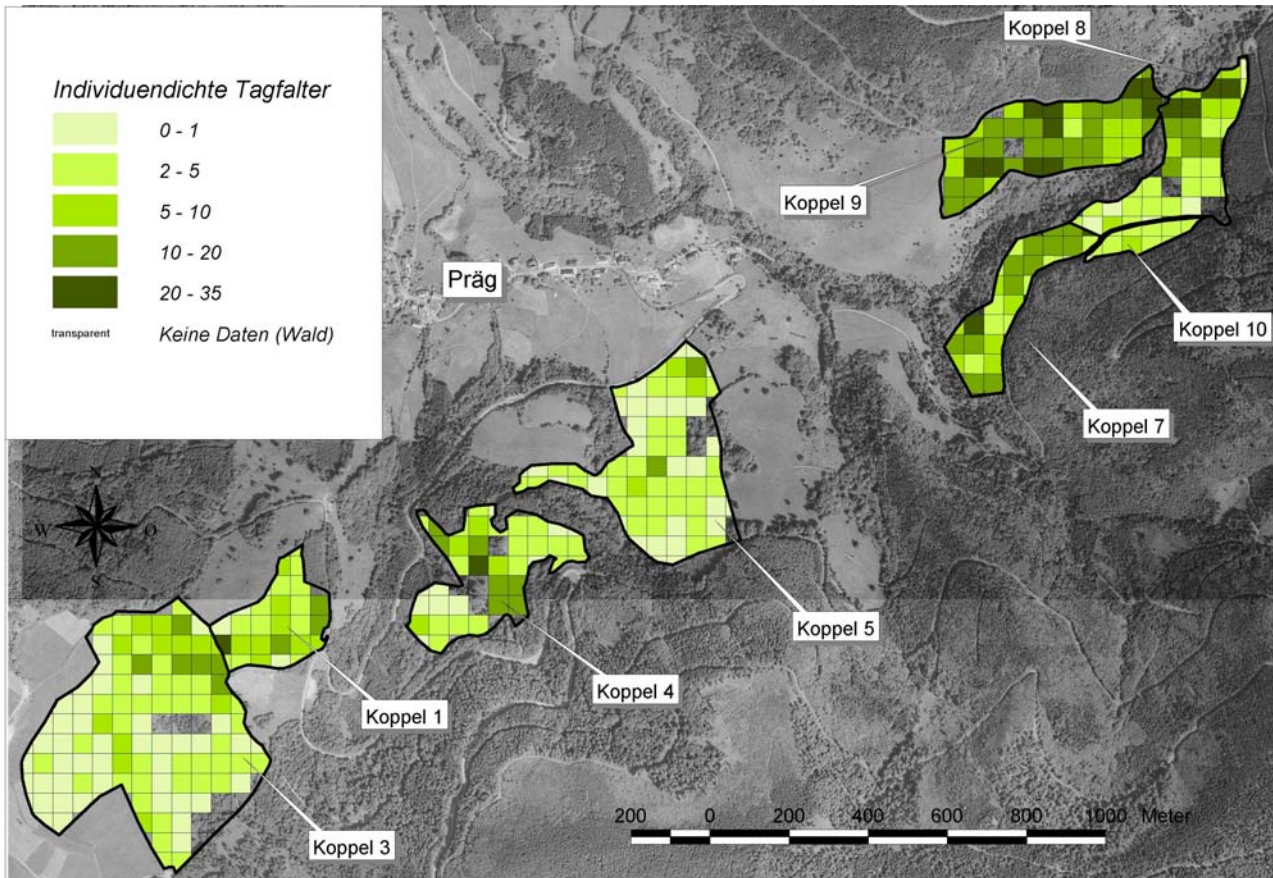 Individuendichte Tagfalter
0 - 1
2 - 5
5 - 10
10 - 20
20 - 35
transparent Keine Daten (Wald)
Koppel 8
Koppel 9
Präg
Koppel 10
Koppel 7
N
W O
S
Koppel 5
Koppel 4
Koppel 1
Koppel 3
200 0 200 400 600 800 1000 Meter